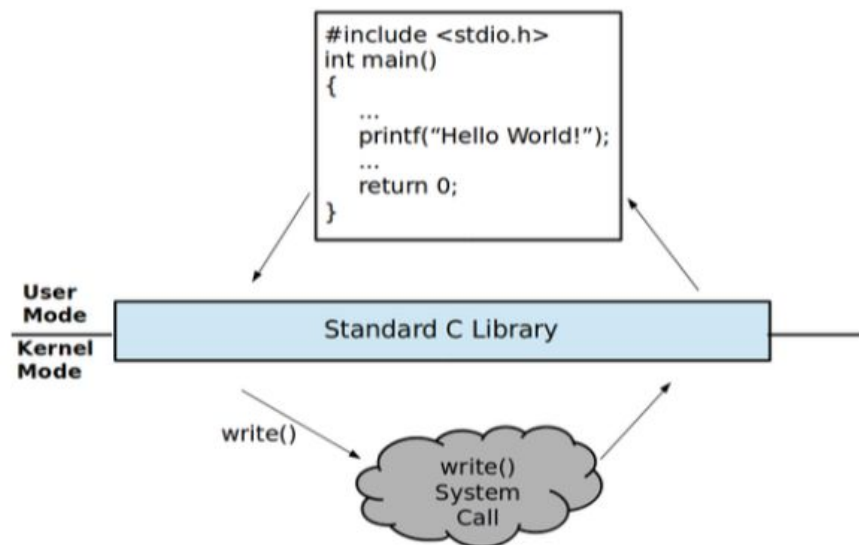 #include <stdio.h>
int main()
{
...
printf(“Hello World!”);
...
return 0;
}
User
Mode
Standard C Library
Kernel
Mode
write()
write()
System
Call